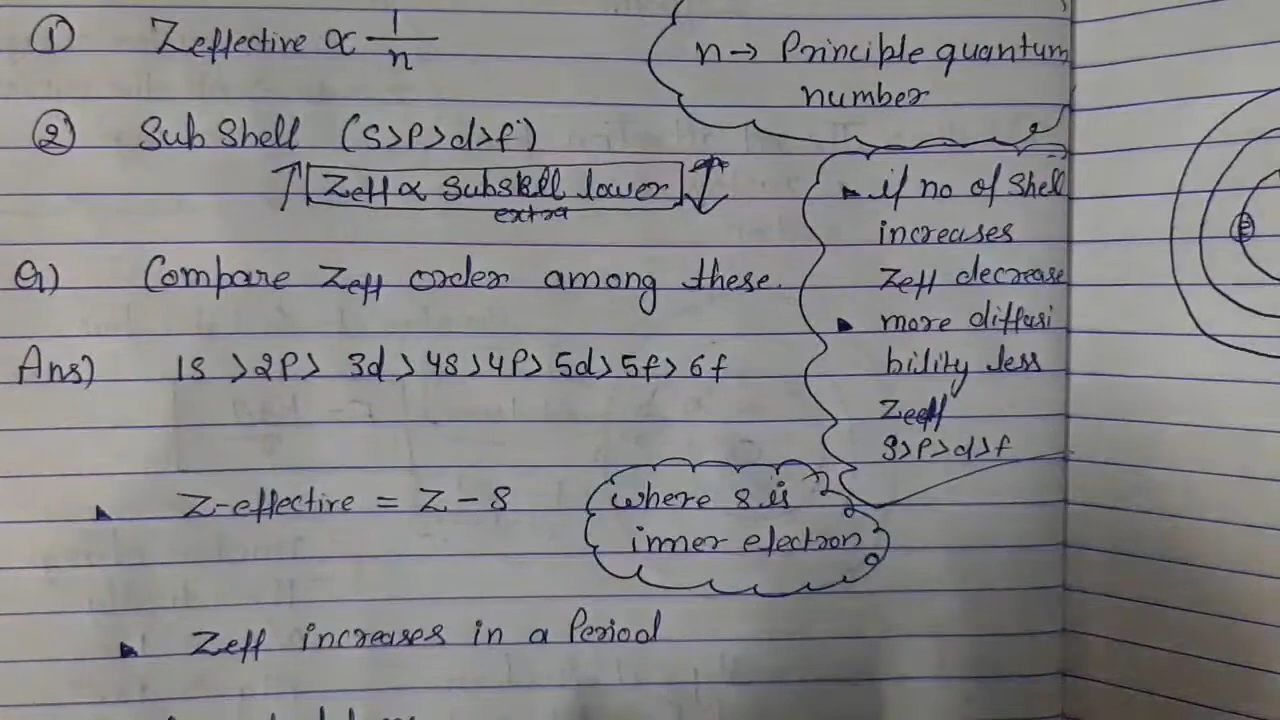 ① Zeffective ∝ 1/n
n → Principle quantum
number
② Sub Shell (s>p>d>f)
↑ Zeff ∝ Subshell lower ↓
extra
if no of shell
increases
Zeff decrease
more diffusi
bility less
Zeff
s>p>d>f
Q) Compare Zeff order among these.
Ans) 1s >2p> 3d >4s >4p> 5d> 5f> 6f
Z-effective = Z - s
where s is
inner electron
Zeff increases in a Period